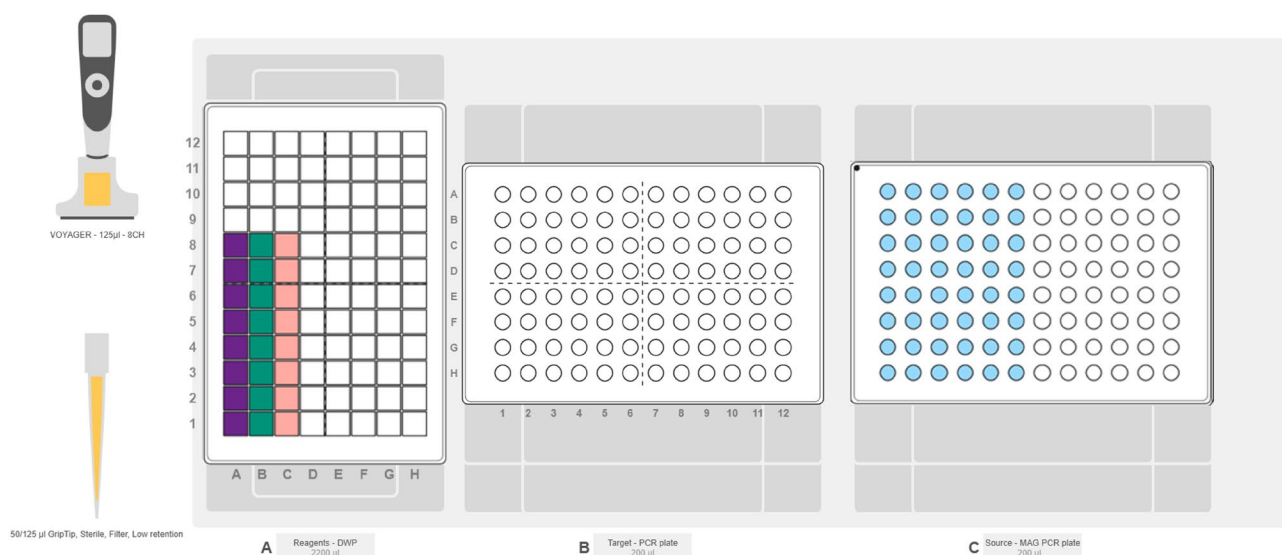 VOYAGER - 125µl - 8CH
50/125 µl GripTip, Sterile, Filter, Low retention
12
11
10
9
8
7
6
5
4
3
2
1
A B C D E F G H
A
B
C
D
E
F
G
H
1 2 3 4 5 6 7 8 9 10 11 12
A Reagents - DWP
2200 µl
B Target - PCR plate
200 µl
C Source - MAG PCR plate
200 µl